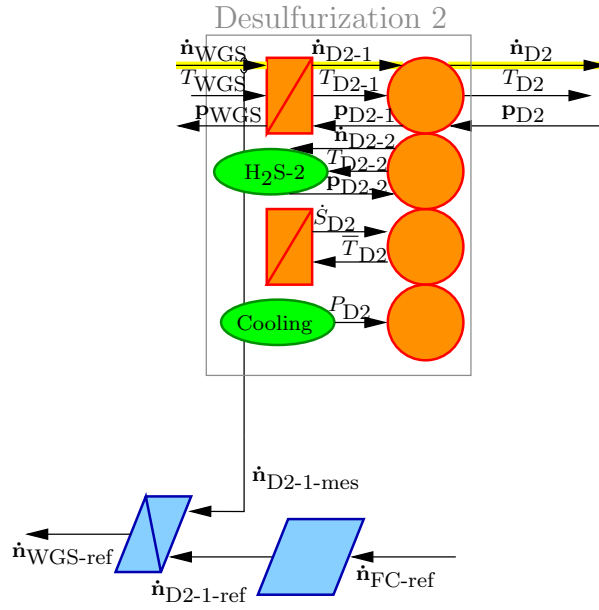 Desulfurization 2
ṅWGS ṅD2-1 ṅD2
TWGS TD2-1 TD2
pWGS pD2-1 pD2
ṅD2-2
H2S-2 TD2-2
pD2-2
ṠD2
T̅D2
Cooling PD2
ṅD2-1-mes
ṅWGS-ref
ṅD2-1-ref ṅFC-ref